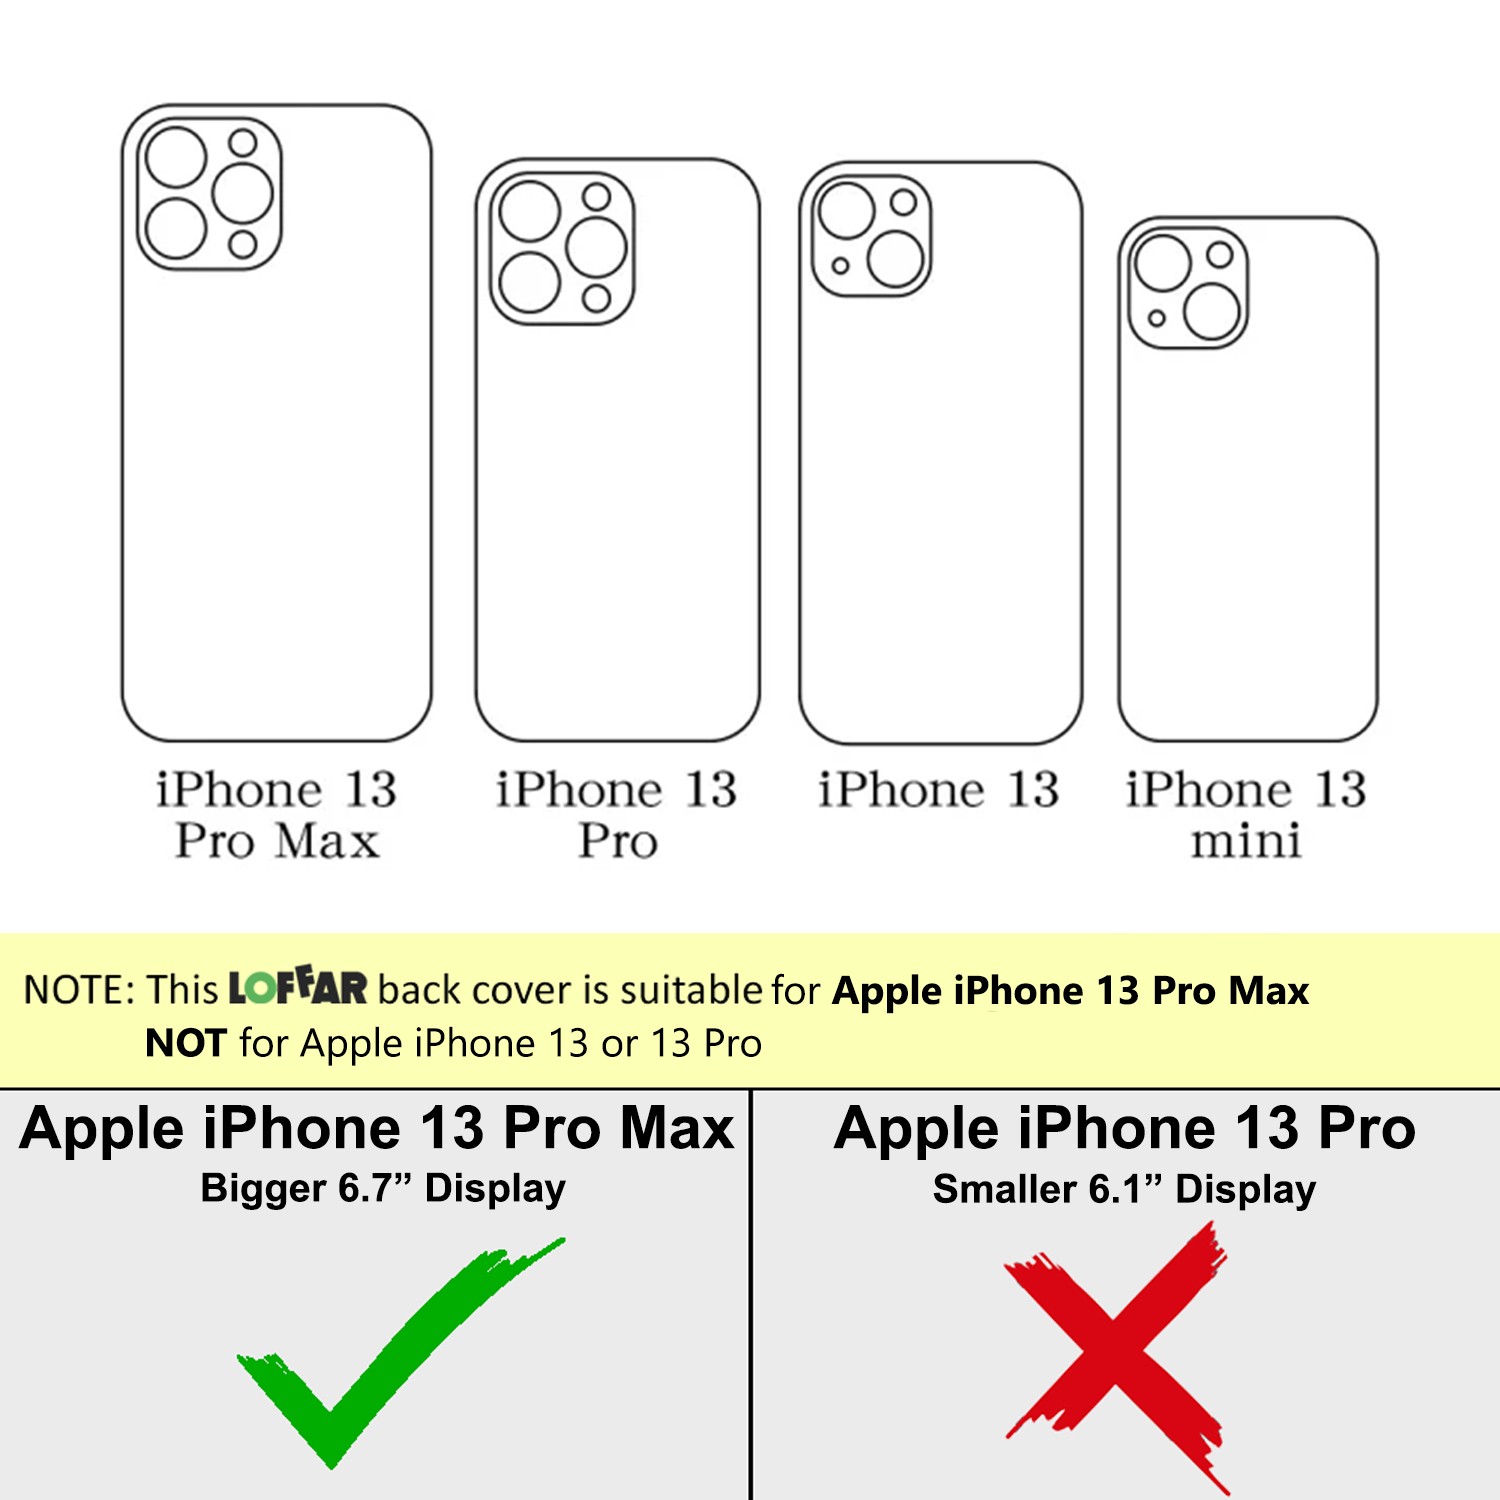 iPhone 13
Pro Max
iPhone 13
Pro
iPhone 13
iPhone 13
mini
NOTE: This LOFFAR back cover is suitable for Apple iPhone 13 Pro Max
NOT for Apple iPhone 13 or 13 Pro
Apple iPhone 13 Pro Max
Bigger 6.7” Display
Apple iPhone 13 Pro
Smaller 6.1” Display